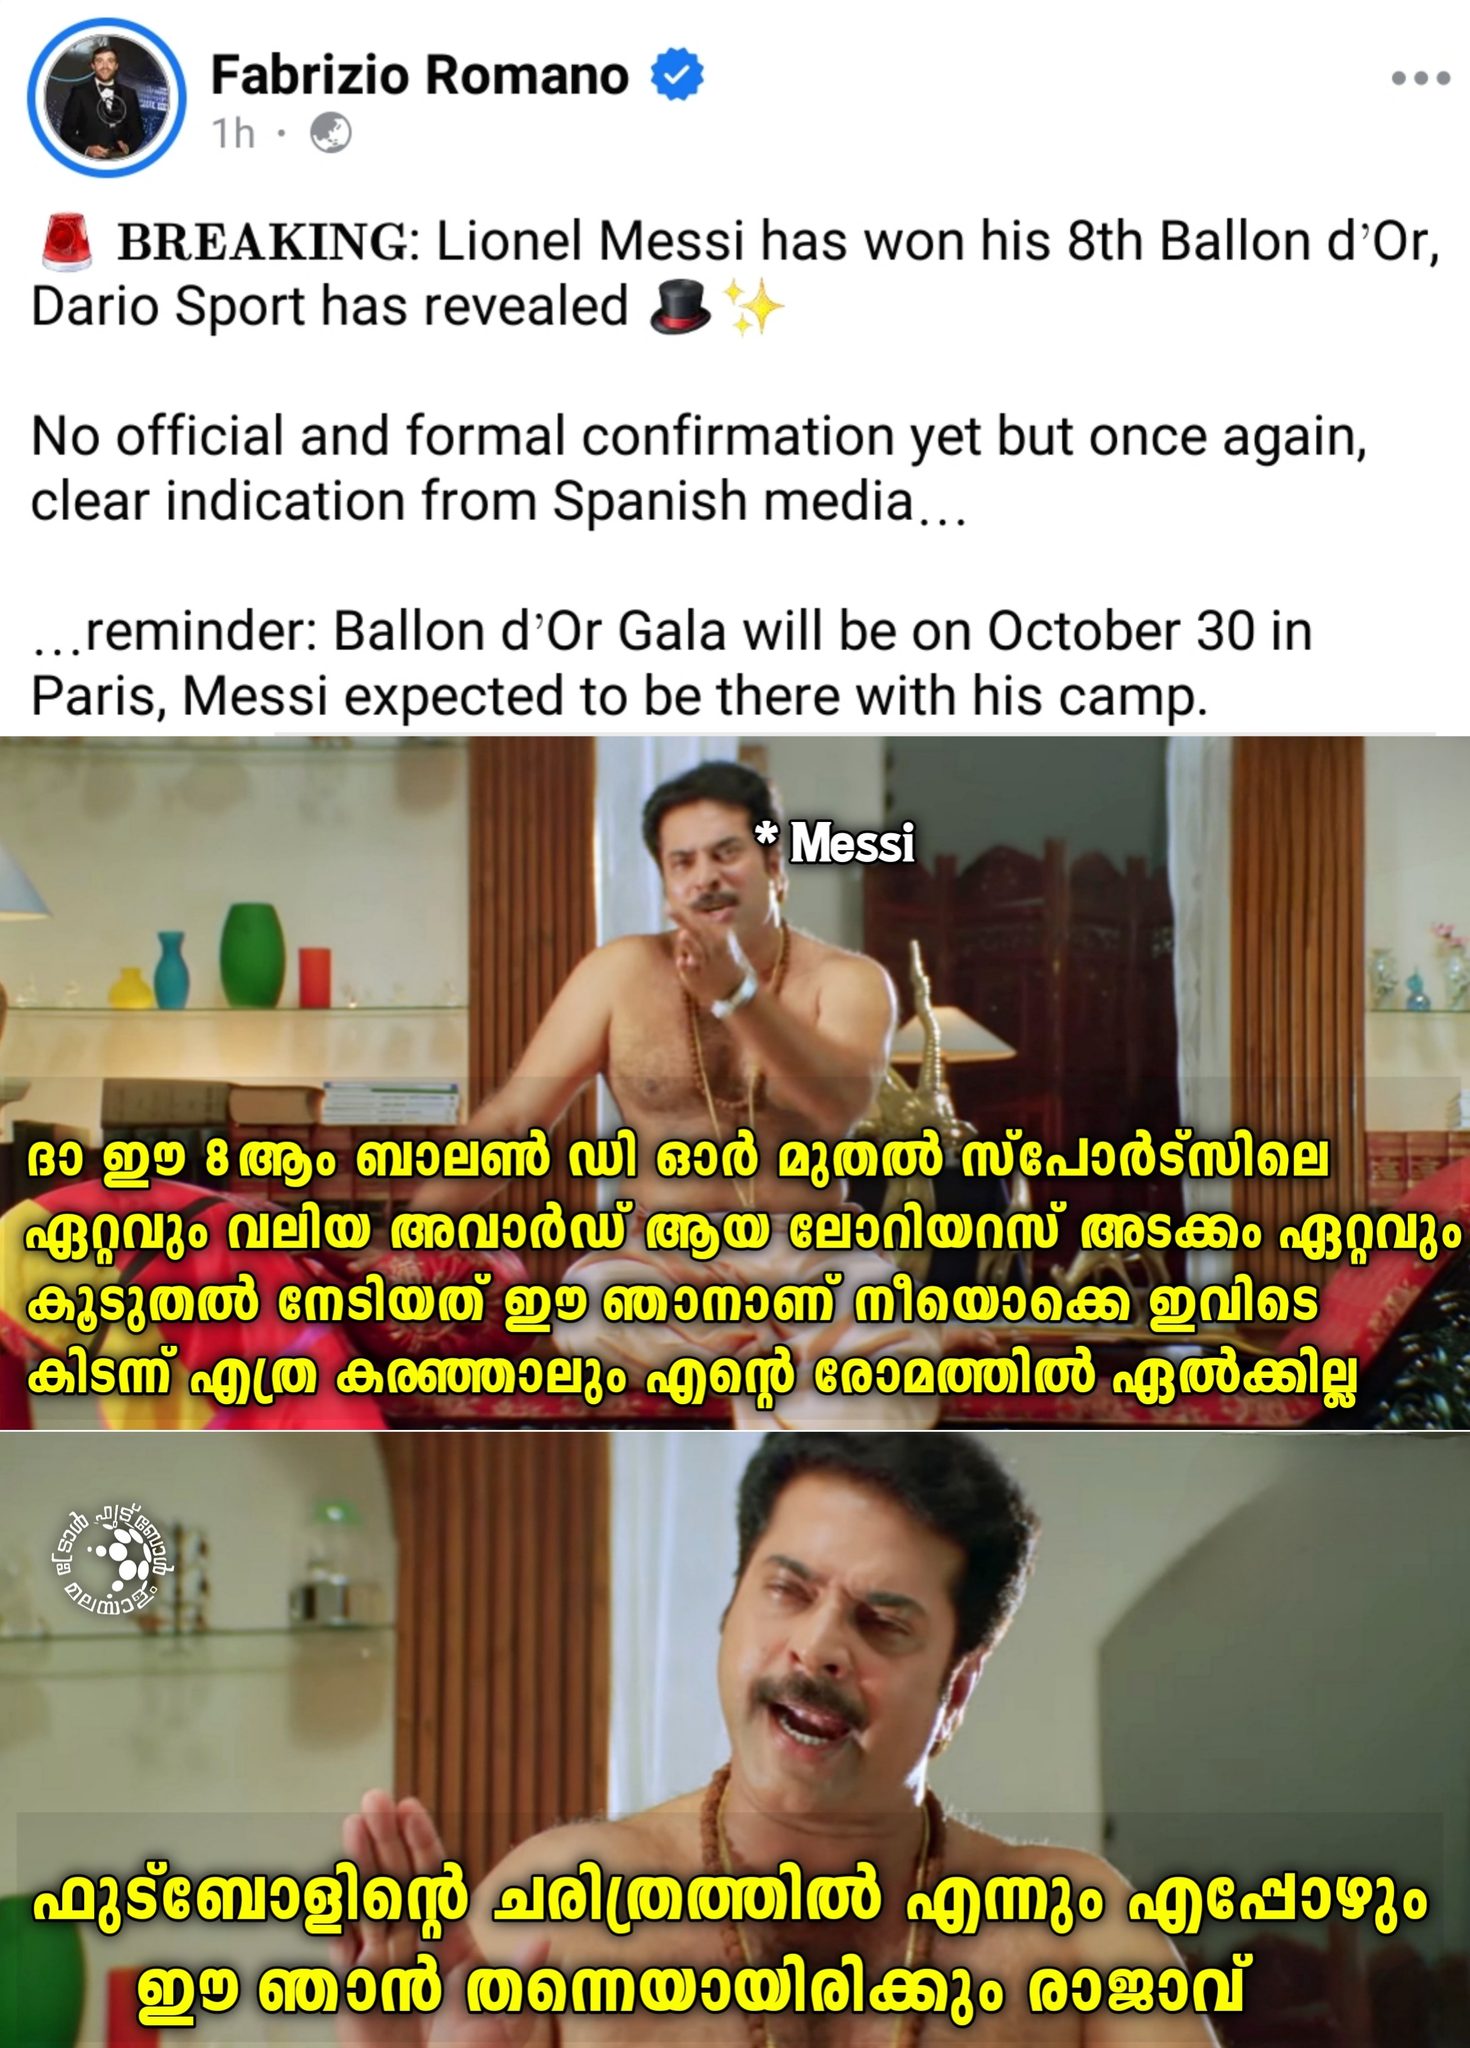 Fabrizio Romano
1h ·
🚨 BREAKING: Lionel Messi has won his 8th Ballon d’Or,
Dario Sport has revealed 🎩✨
No official and formal confirmation yet but once again,
clear indication from Spanish media…
…reminder: Ballon d’Or Gala will be on October 30 in
Paris, Messi expected to be there with his camp.
* Messi
ദാ ഈ 8 ആം ബാലൺ ഡി ഓർ മുതൽ സ്പോർട്സിലെ
ഏറ്റവും വലിയ അവാർഡ് ആയ ലോറിയറസ് അടക്കം ഏറ്റവും
കൂടുതൽ നേടിയത് ഈ ഞാനാണ് നീയൊക്കെ ഇവിടെ
കിടന്ന് എത്ര കരഞ്ഞാലും എന്റെ രോമത്തിൽ ഏൽക്കില്ല
ട്രോൾ ഫുട്ബോൾ
മലയാളം
ഫുട്ബോളിന്റെ ചരിത്രത്തിൽ എന്നും എപ്പോഴും
ഈ ഞാൻ തന്നെയായിരിക്കും രാജാവ്